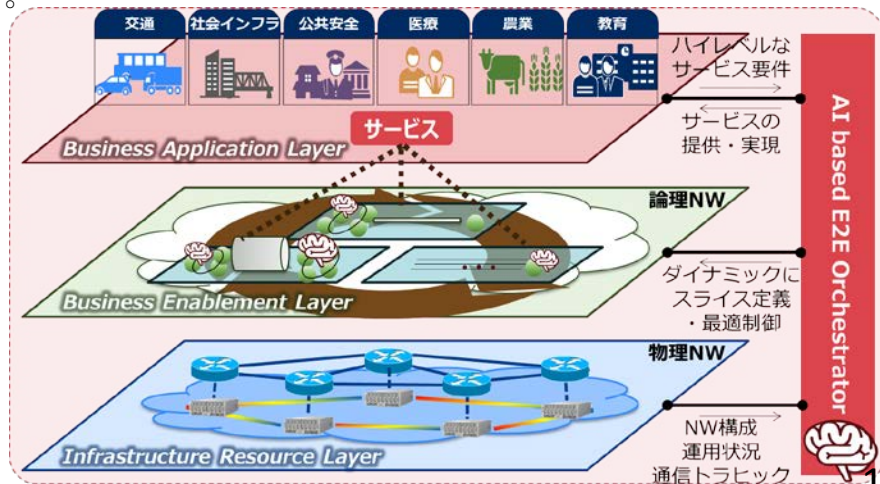 。
交通
社会インフラ
公共安全
医療
農業
教育
ハイレベルな
サービス要件
サービスの
提供・実現
サービス
Business Application Layer
論理NW
Business Enablement Layer
ダイナミックに
スライス定義
・最適制御
物理NW
Infrastructure Resource Layer
NW構成
運用状況
通信トラヒック
AI based E2E Orchestrator
1